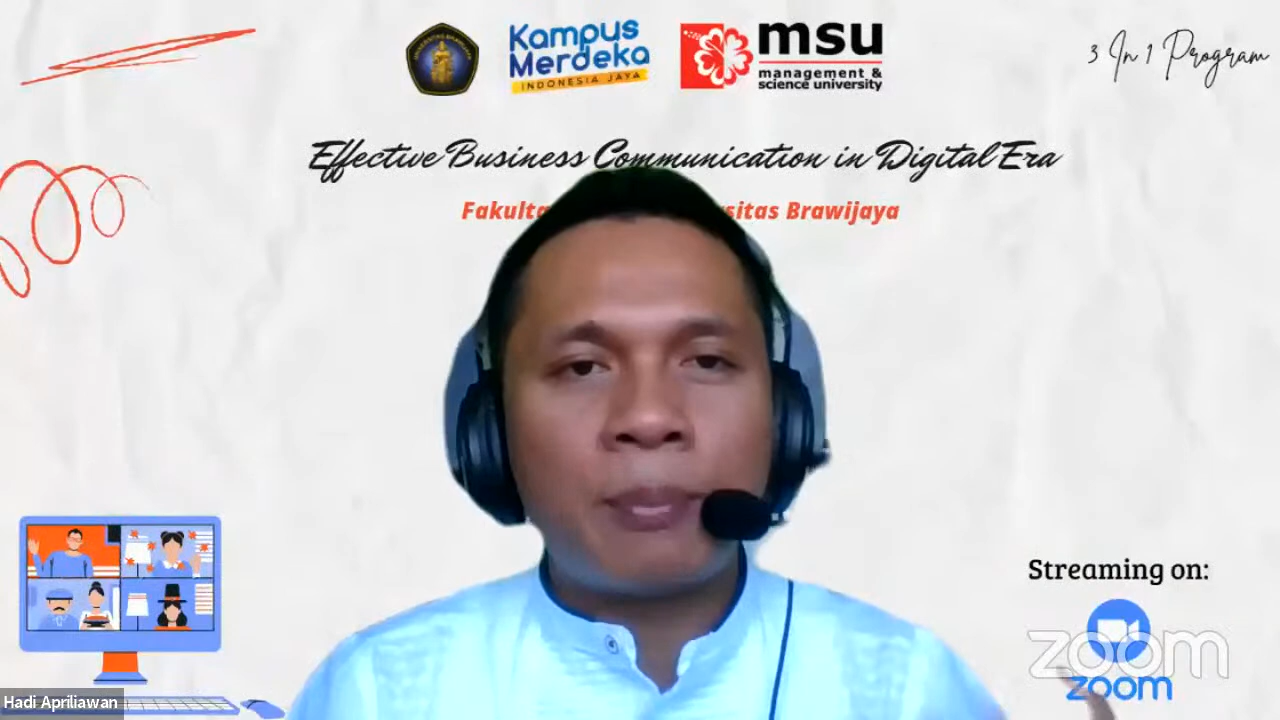 Kampus
Merdeka
INDONESIA JAYA
msu
management &
science university
3 In 1 Program
Effective Business Communication in Digital Era
Fakulta sitas Brawijaya
Streaming on:
zoom
zoom
Hadi Apriliawan